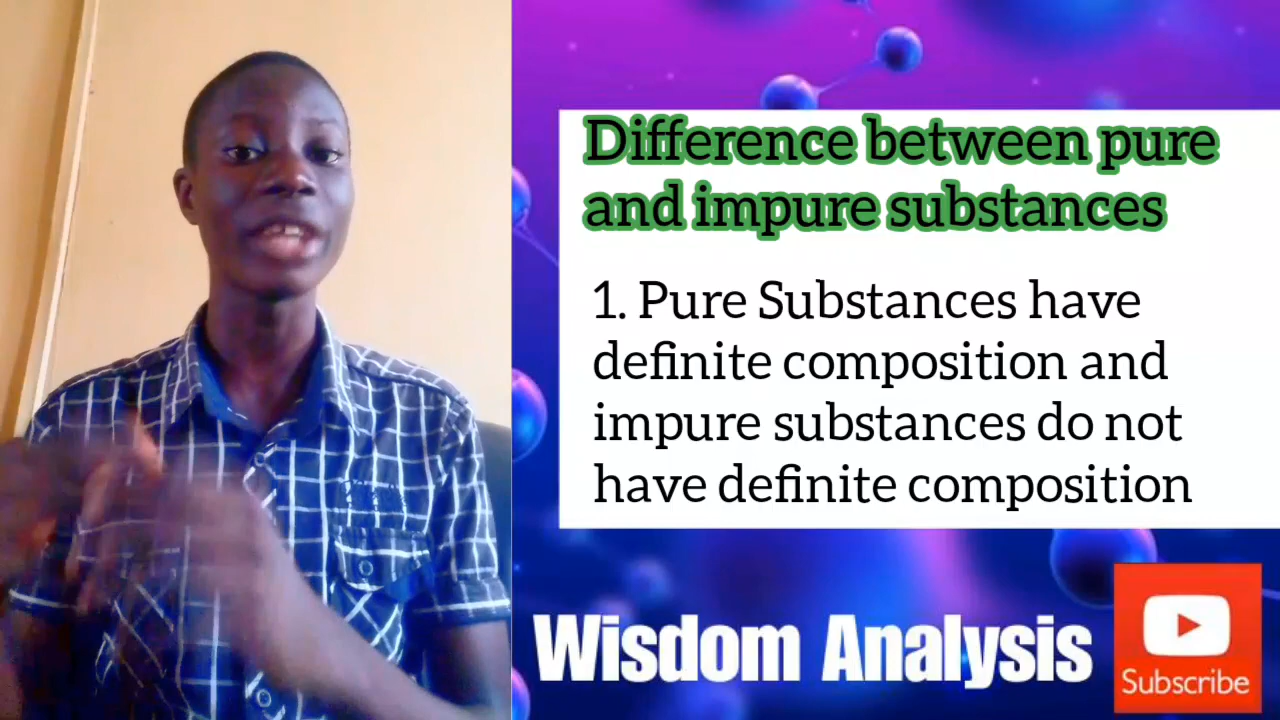 Difference between pure
and impure substances
1. Pure Substances have
definite composition and
impure substances do not
have definite composition
Wisdom Analysis
Subscribe